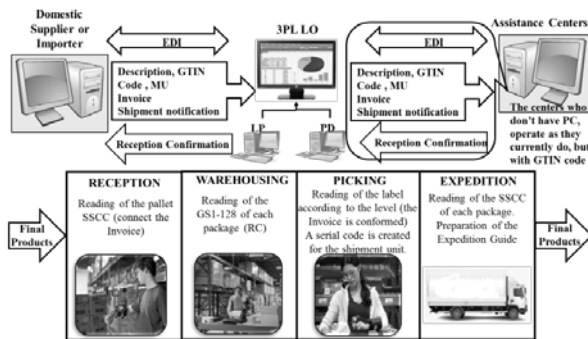 Domestic
Supplier or
Importer
EDI
3PL LO
EDI
Assistance Centers
Description, GTIN
Code , MU
Invoice
Shipment notification
Description, GTIN
Code , MU
Invoice
Shipment notification
The centers who
don't have PC,
operate as they
currently do, but
with GTIN code
LP
PD
Reception Confirmation
Reception Confirmation
Final
Products
RECEPTION
Reading of the pallet
SSCC (connect the
Invoice)
WAREHOUSING
Reading of the
GS1-128 of each
package (RC)
PICKING
Reading of the label
according to the level (the
Invoice is conformed)
A serial code is created
for the shipment unit.
EXPEDITION
Reading of the SSCC
of each package.
Preparation of the
Expedition Guide
Final
Products